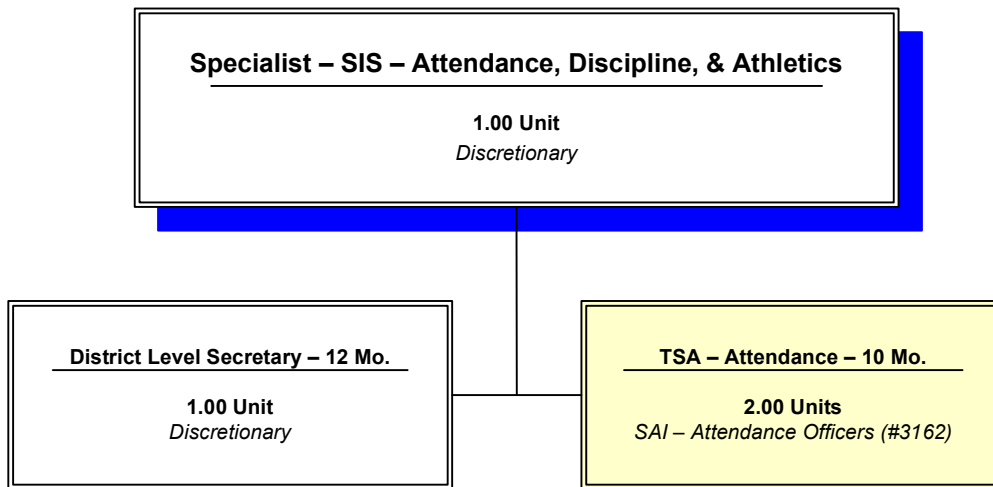 Specialist – SIS – Attendance, Discipline, & Athletics
1.00 Unit
Discretionary
District Level Secretary – 12 Mo.
1.00 Unit
Discretionary
TSA – Attendance – 10 Mo.
2.00 Units
SAI – Attendance Officers (#3162)